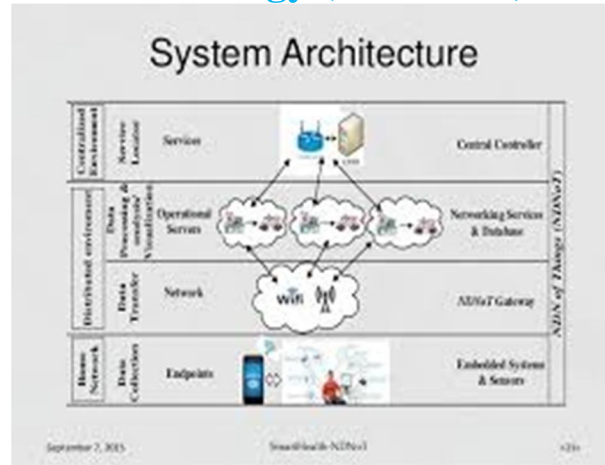 System Architecture
Centralized
Environment
Service
Locator
Services
Central Controller
Distributed enviroment
Data
Processing &
analysis/
Visualization
Operational
Servers
Networking Services
& Database
Data
Transfer
Network
WiFi
NDNoT Gateway
Home
Network
Data
Collection
Endpoints
Embedded Systems
& Sensors
NDN of Things (NDNoT)
September 7, 2015
SmartHealth-NDNoT